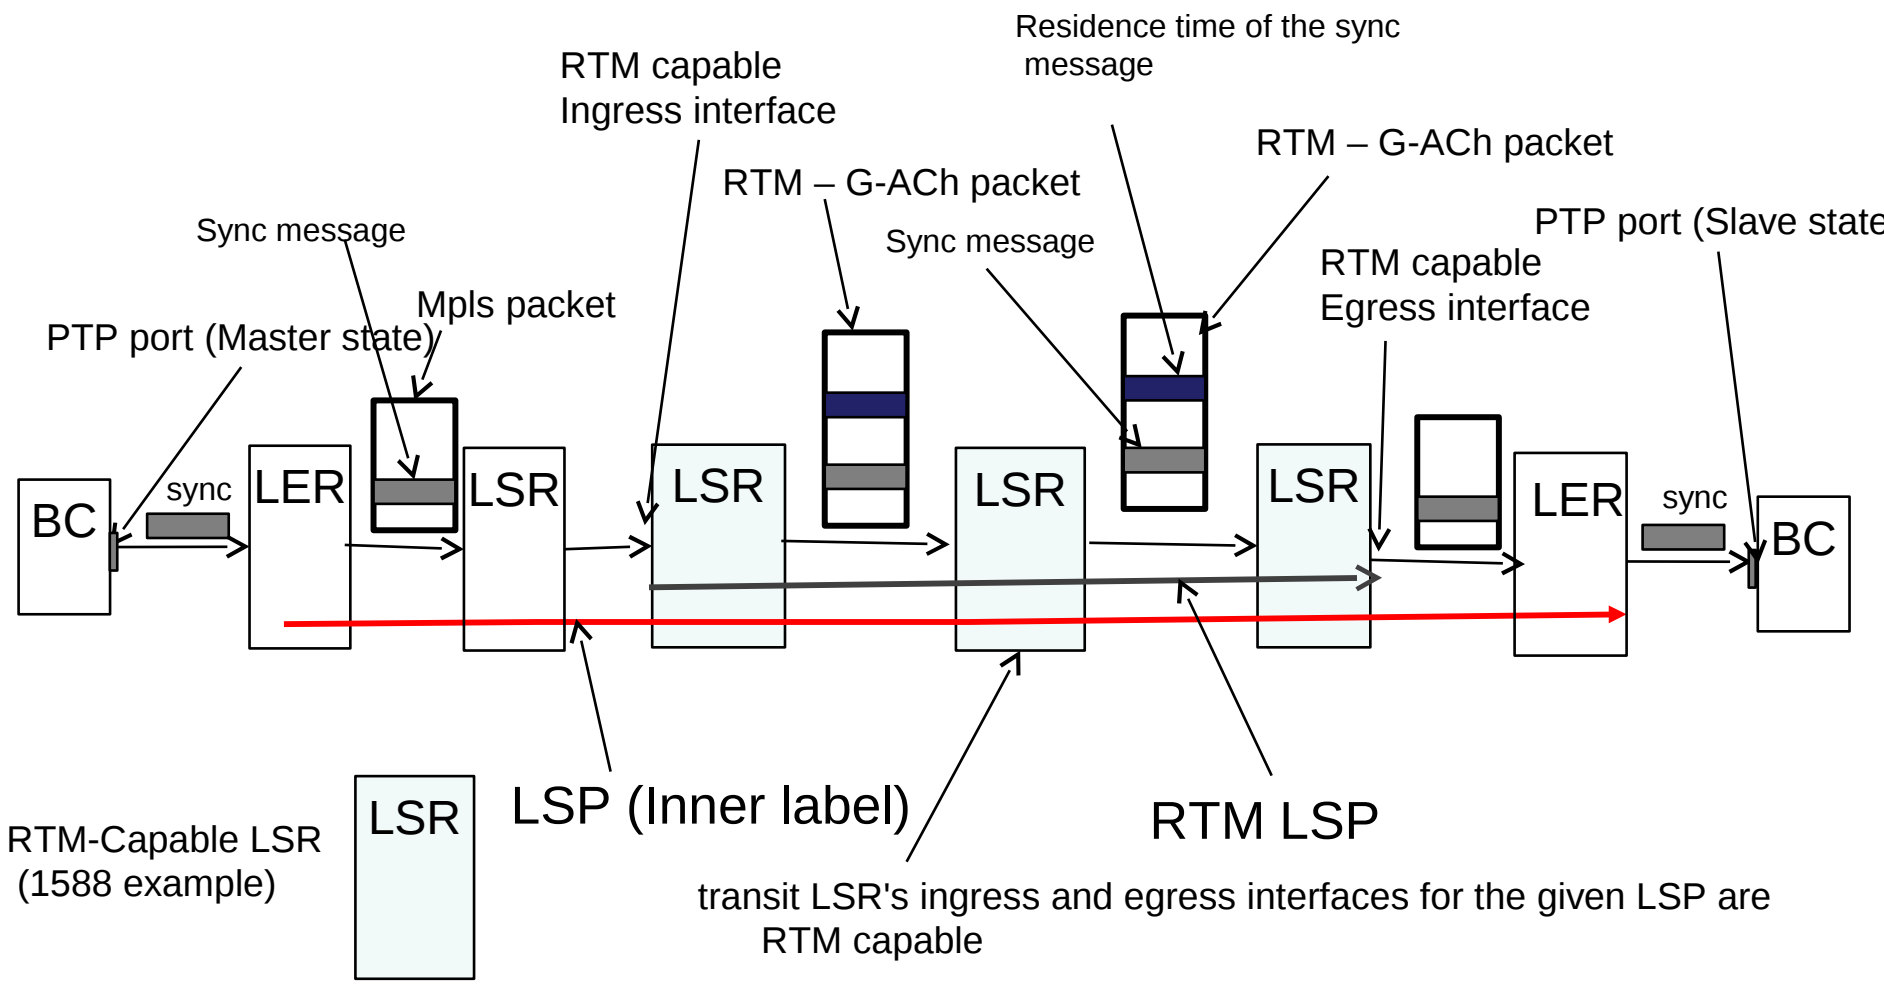 Residence time of the sync
message
RTM capable
Ingress interface
RTM – G-ACh packet
RTM – G-ACh packet
Sync message
Sync message
PTP port (Slave state
RTM capable
Egress interface
Mpls packet
PTP port (Master state)
BC
sync
LER
LSR
LSR
LSR
LSR
LER
sync
BC
LSP (Inner label)
RTM LSP
LSR
RTM-Capable LSR
(1588 example)
transit LSR's ingress and egress interfaces for the given LSP are
RTM capable